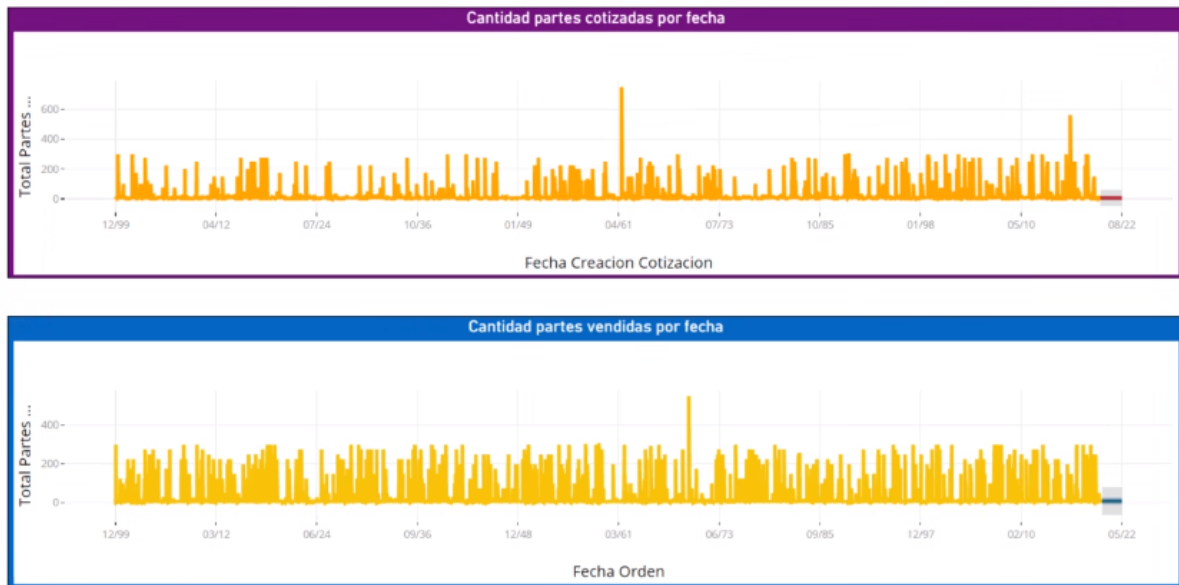 Cantidad partes cotizadas por fecha
Total Partes ...
600
400
200
0
12/99 04/12 07/24 10/36 01/49 04/61 07/73 10/85 01/98 05/10 08/22
Fecha Creacion Cotizacion
Cantidad partes vendidas por fecha
Total Partes ...
400
200
0
12/99 03/12 06/24 09/36 12/48 03/61 06/73 09/85 12/97 02/10 05/22
Fecha Orden